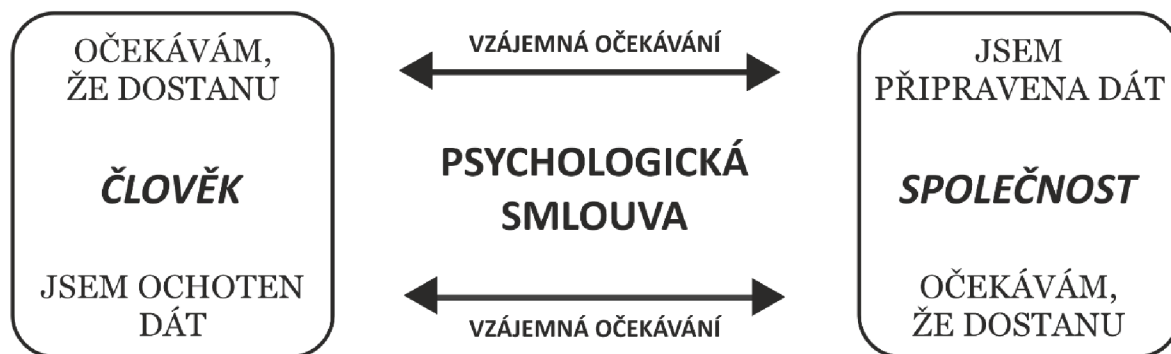 OČEKÁVÁM,
ŽE DOSTANU
ČLOVĚK
JSEM OCHOTEN
DÁT
VZÁJEMNÁ OČEKÁVÁNÍ
PSYCHOLOGICKÁ
SMLOUVA
VZÁJEMNÁ OČEKÁVÁNÍ
JSEM
PŘIPRAVENA DÁT
SPOLEČNOST
OČEKÁVÁM,
ŽE DOSTANU